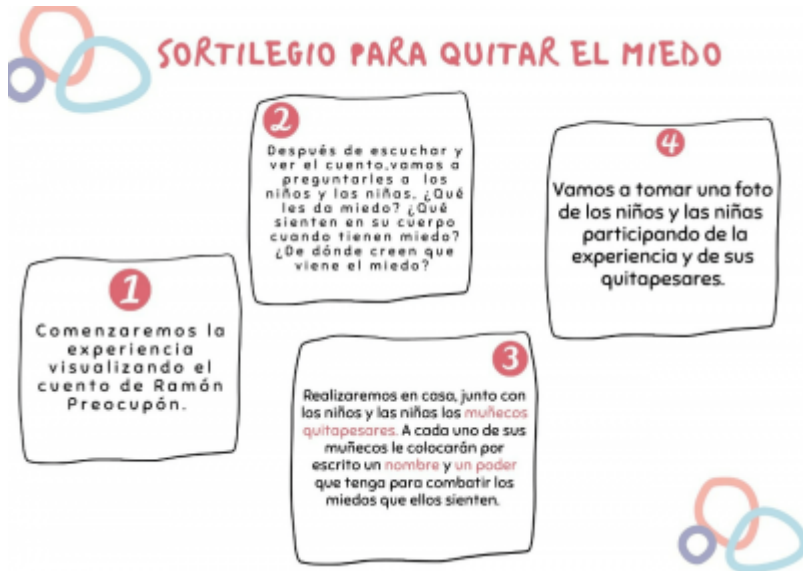 SORTILEGIO PARA QUITAR EL MIEDO
1
Comenzaremos la
experiencia
visualizando el
cuento de Ramón
Preocupón.
2
Después de escuchar y
ver el cuento,vamos a
preguntarles a los
niños y las niñas, ¿Qué
les da miedo? ¿Qué
sienten en su cuerpo
cuando tienen miedo?
¿De dónde creen que
viene el miedo?
3
Realizaremos en casa, junto con
los niños y las niñas los muñecos
quitapesares. A cada uno de sus
muñecos le colocarán por
escrito un nombre y un poder
que tenga para combatir los
miedos que ellos sienten.
4
Vamos a tomar una foto
de los niños y las niñas
participando de la
experiencia y de sus
quitapesares.